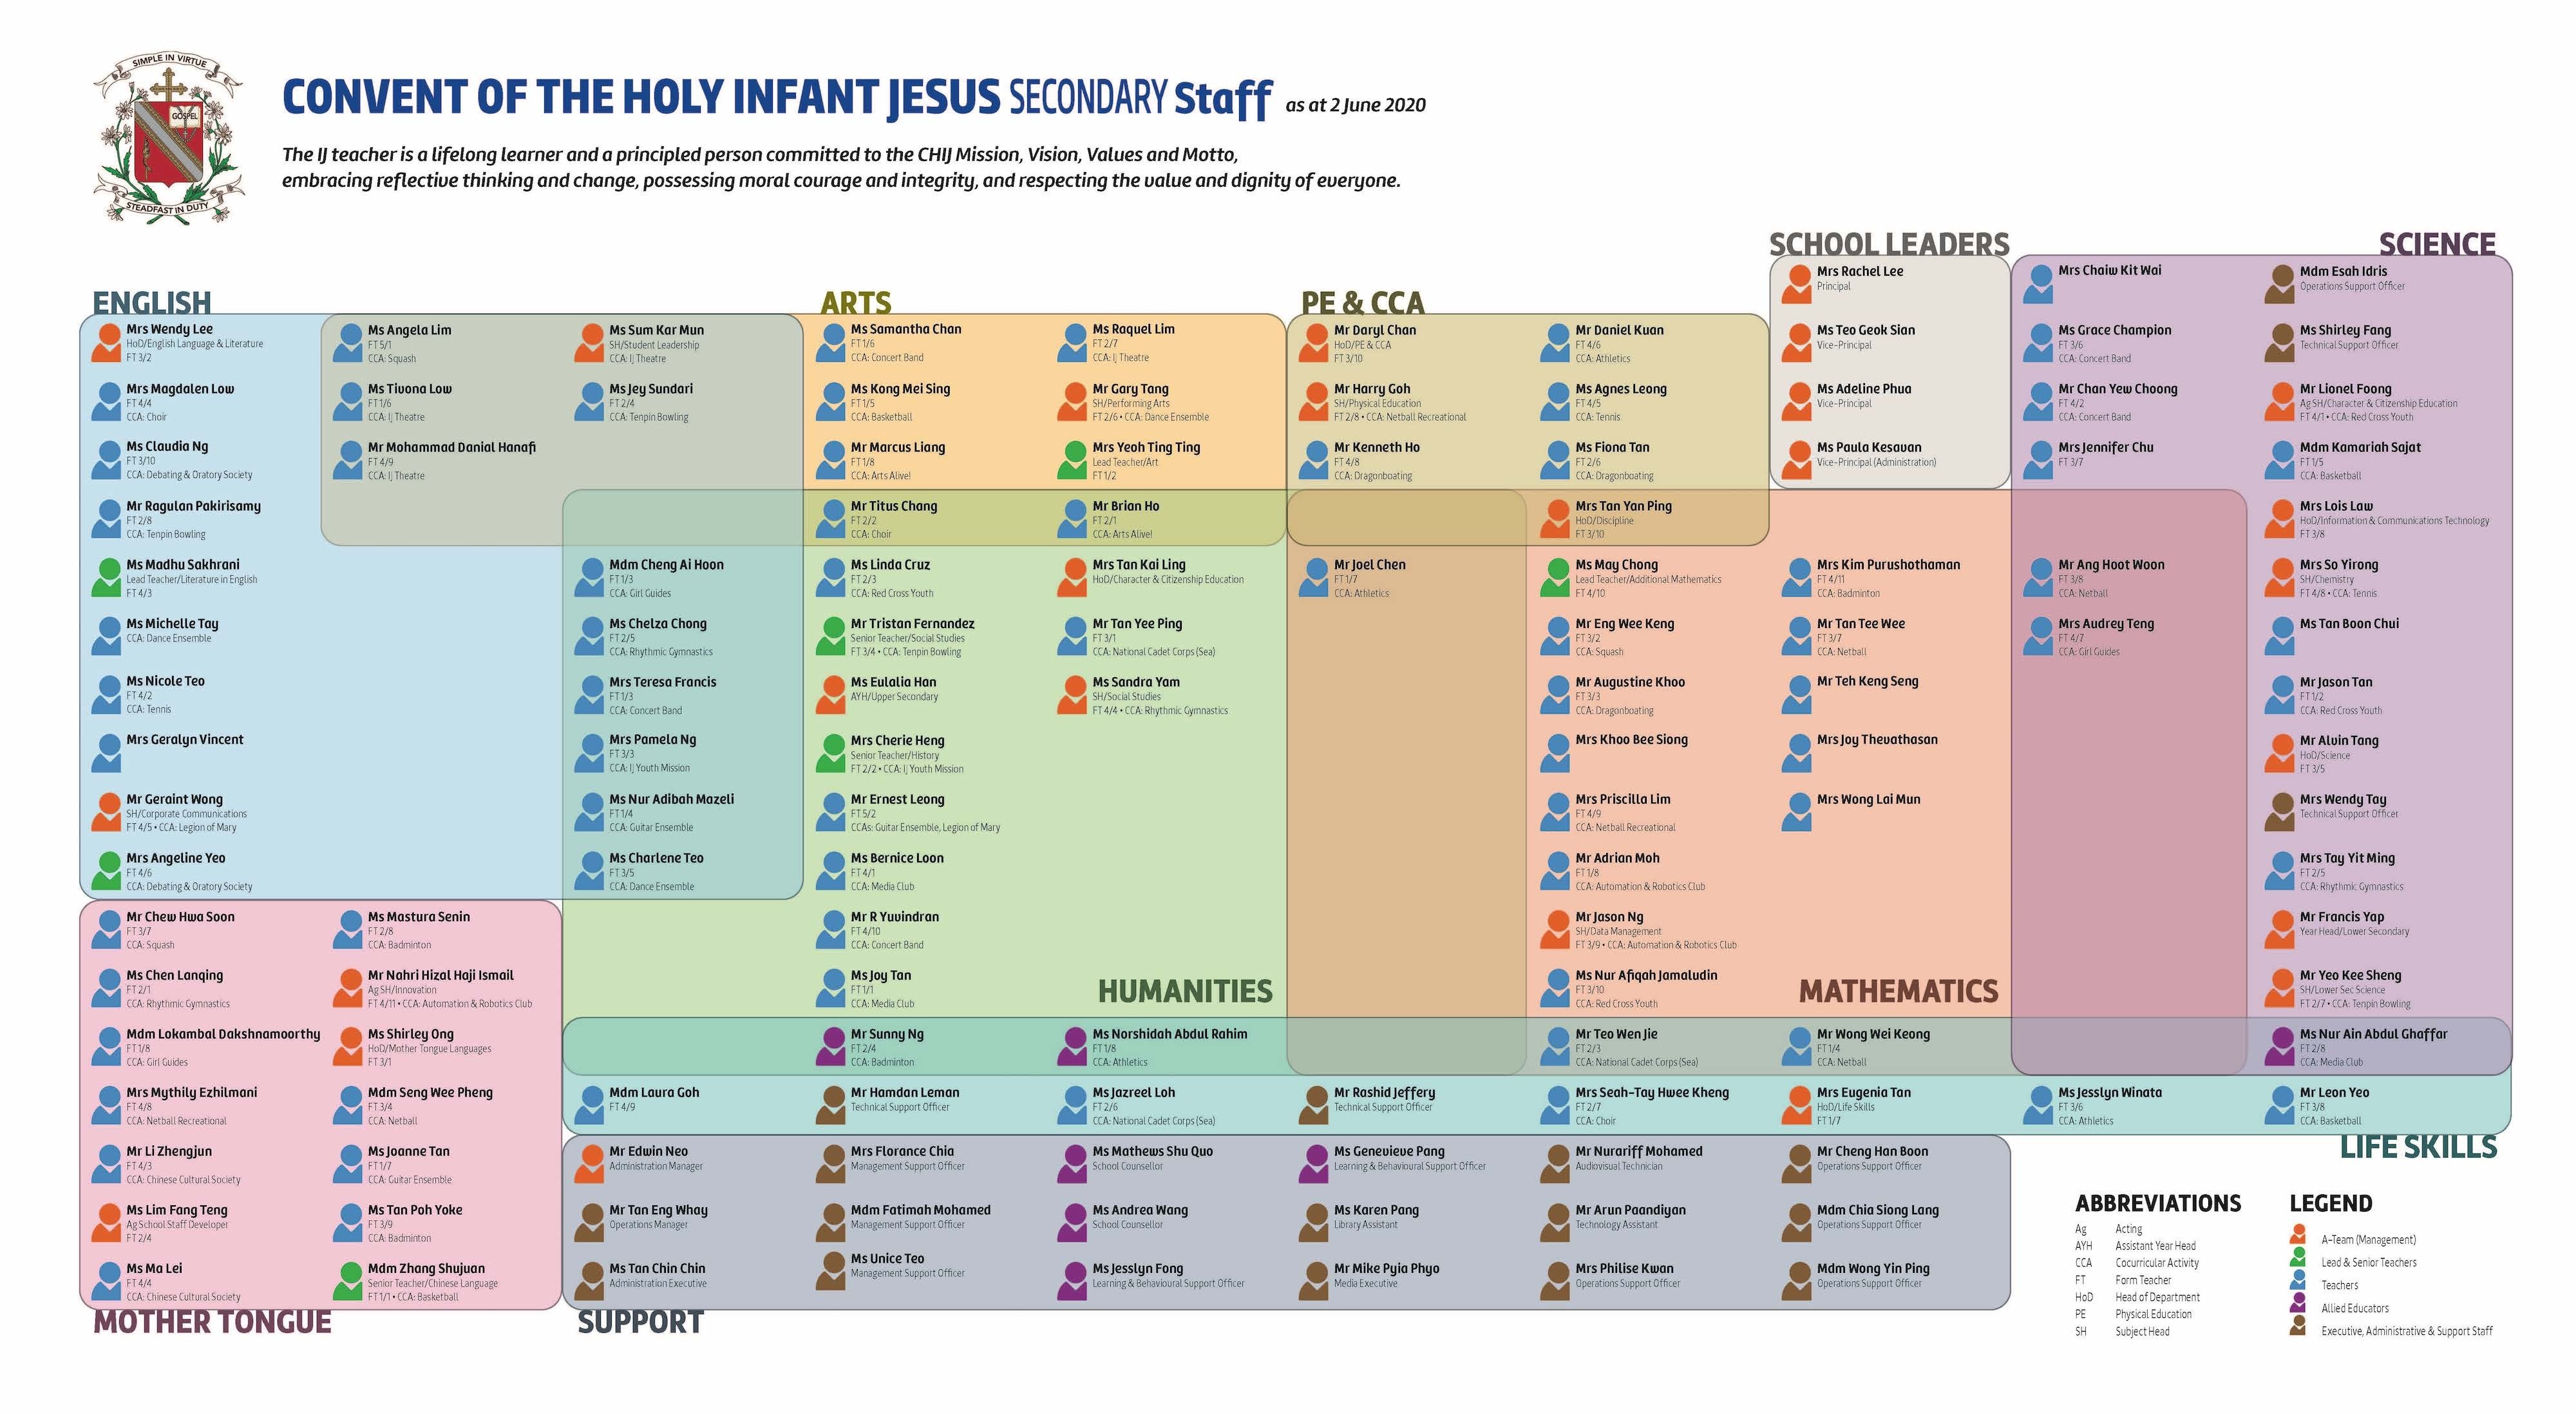 SIMPLE IN VIRTUE
GOSPEL
STEADFAST IN DUTY
CONVENT OF THE HOLY INFANT JESUS SECONDARY Staff as at 2 June 2020
The IJ teacher is a lifelong learner and a principled person committed to the CHIJ Mission, Vision, Values and Motto,
embracing reflective thinking and change, possessing moral courage and integrity, and respecting the value and dignity of everyone.
ENGLISH
Mrs Wendy Lee
HoD/English Language & Literature
FT 3/2
Mrs Magdalen Low
FT 4/4
CCA: Choir
Ms Claudia Ng
FT 3/10
CCA: Debating & Oratory Society
Mr Ragulan Pakirisamy
FT 2/8
CCA: Tenpin Bowling
Ms Madhu Sakhrani
Lead Teacher/Literature in English
FT 4/3
Ms Michelle Tay
CCA: Dance Ensemble
Ms Nicole Teo
FT 4/2
CCA: Tennis
Mrs Geralyn Vincent
Mr Geraint Wong
SH/Corporate Communications
FT 4/5 • CCA: Legion of Mary
Mrs Angeline Yeo
FT 4/6
CCA: Debating & Oratory Society
Ms Angela Lim
FT 5/1
CCA: Squash
Ms Tivona Low
FT 1/6
CCA: IJ Theatre
Mr Mohammad Danial Hanafi
FT 4/9
CCA: IJ Theatre
Ms Sum Kar Mun
SH/Student Leadership
CCA: IJ Theatre
Ms Jey Sundari
FT 2/4
CCA: Tenpin Bowling
Mdm Cheng Ai Hoon
FT 1/3
CCA: Girl Guides
Ms Chelza Chong
FT 2/5
CCA: Rhythmic Gymnastics
Mrs Teresa Francis
FT 1/3
CCA: Concert Band
Mrs Pamela Ng
FT 3/3
CCA: IJ Youth Mission
Ms Nur Adibah Mazeli
FT 1/4
CCA: Guitar Ensemble
Ms Charlene Teo
FT 3/5
CCA: Dance Ensemble
ARTS
Ms Samantha Chan
FT 1/6
CCA: Concert Band
Ms Kong Mei Sing
FT 1/5
CCA: Basketball
Mr Marcus Liang
FT 1/8
CCA: Arts Alive!
Mr Titus Chang
FT 2/2
CCA: Choir
Ms Raquel Lim
FT 2/7
CCA: IJ Theatre
Mr Gary Tang
SH/Performing Arts
FT 2/6 • CCA: Dance Ensemble
Mrs Yeoh Ting Ting
Lead Teacher/Art
FT 1/2
Mr Brian Ho
FT 2/1
CCA: Arts Alive!
Ms Linda Cruz
FT 2/3
CCA: Red Cross Youth
Mr Tristan Fernandez
Senior Teacher/Social Studies
FT 3/4 • CCA: Tenpin Bowling
Ms Eulalia Han
AYH/Upper Secondary
Mrs Cherie Heng
Senior Teacher/History
FT 2/2 • CCA: IJ Youth Mission
Mr Ernest Leong
FT 5/2
CCAs: Guitar Ensemble, Legion of Mary
Ms Bernice Loon
FT 4/1
CCA: Media Club
Mr R Yuvindran
FT 4/10
CCA: Concert Band
Ms Joy Tan
FT 1/1
CCA: Media Club
Mrs Tan Kai Ling
HoD/Character & Citizenship Education
Mr Tan Yee Ping
FT 3/1
CCA: National Cadet Corps (Sea)
Ms Sandra Yam
SH/Social Studies
FT 4/4 • CCA: Rhythmic Gymnastics
HUMANITIES
PE & CCA
Mr Daryl Chan
HoD/PE & CCA
FT 3/10
Mr Harry Goh
SH/Physical Education
FT 2/8 • CCA: Netball Recreational
Mr Kenneth Ho
FT 4/8
CCA: Dragonboating
Mr Joel Chen
FT 1/7
CCA: Athletics
Mr Daniel Kuan
FT 4/6
CCA: Athletics
Ms Agnes Leong
FT 4/5
CCA: Tennis
Ms Fiona Tan
FT 2/6
CCA: Dragonboating
Mrs Tan Yan Ping
HoD/Discipline
FT 3/10
Ms May Chong
Lead Teacher/Additional Mathematics
FT 4/10
Mr Eng Wee Keng
FT 3/2
CCA: Squash
Mr Augustine Khoo
FT 3/3
CCA: Dragonboating
Mrs Khoo Bee Siong
Mrs Priscilla Lim
FT 4/9
CCA: Netball Recreational
Mr Adrian Moh
FT 1/8
CCA: Automation & Robotics Club
Mr Jason Ng
SH/Data Management
FT 3/9 • CCA: Automation & Robotics Club
Ms Nur Afiqah Jamaludin
FT 3/10
CCA: Red Cross Youth
Mrs Kim Purushothaman
FT 4/11
CCA: Badminton
Mr Tan Tee Wee
FT 3/7
CCA: Netball
Mr Teh Keng Seng
Mrs Joy Thevathasan
Mrs Wong Lai Mun
MATHEMATICS
SCHOOL LEADERS
Mrs Rachel Lee
Principal
Ms Teo Geok Sian
Vice-Principal
Ms Adeline Phua
Vice-Principal
Ms Paula Kesavan
Vice-Principal (Administration)
SCIENCE
Mrs Chaiw Kit Wai
Ms Grace Champion
FT 3/6
CCA: Concert Band
Mr Chan Yew Choong
FT 4/2
CCA: Concert Band
Mrs Jennifer Chu
FT 3/7
Mr Ang Hoot Woon
FT 3/8
CCA: Netball
Mrs Audrey Teng
FT 4/7
CCA: Girl Guides
Mdm Esah Idris
Operations Support Officer
Ms Shirley Fang
Technical Support Officer
Mr Lionel Foong
Ag SH/Character & Citizenship Education
FT 4/1 • CCA: Red Cross Youth
Mdm Kamariah Sajat
FT 1/5
CCA: Basketball
Mrs Lois Law
HoD/Information & Communications Technology
FT 3/8
Mrs So Yirong
SH/Chemistry
FT 4/8 • CCA: Tennis
Ms Tan Boon Chui
Mr Jason Tan
FT 1/2
CCA: Red Cross Youth
Mr Alvin Tang
HoD/Science
FT 3/5
Mrs Wendy Tay
Technical Support Officer
Mrs Tay Yit Ming
FT 2/5
CCA: Rhythmic Gymnastics
Mr Francis Yap
Year Head/Lower Secondary
Mr Yeo Kee Sheng
SH/Lower Sec Science
FT 2/7 • CCA: Tenpin Bowling
Mr Chew Hwa Soon
FT 3/7
CCA: Squash
Ms Chen Lanqing
FT 2/1
CCA: Rhythmic Gymnastics
Mdm Lokambal Dakshnamoorthy
FT 1/8
CCA: Girl Guides
Mrs Mythily Ezhilmani
FT 4/8
CCA: Netball Recreational
Mr Li Zhengjun
FT 4/3
CCA: Chinese Cultural Society
Ms Lim Fang Teng
Ag School Staff Developer
FT 2/4
Ms Ma Lei
FT 4/4
CCA: Chinese Cultural Society
Ms Mastura Senin
FT 2/8
CCA: Badminton
Mr Nahri Hizal Haji Ismail
Ag SH/Innovation
FT 4/11 • CCA: Automation & Robotics Club
Ms Shirley Ong
HoD/Mother Tongue Languages
FT 3/1
Mdm Seng Wee Pheng
FT 3/4
CCA: Netball
Ms Joanne Tan
FT 1/7
CCA: Guitar Ensemble
Ms Tan Poh Yoke
FT 3/9
CCA: Badminton
Mdm Zhang Shujuan
Senior Teacher/Chinese Language
FT 1/1 • CCA: Basketball
MOTHER TONGUE
Mr Sunny Ng
FT 2/4
CCA: Badminton
Ms Norshidah Abdul Rahim
FT 1/8
CCA: Athletics
Mr Teo Wen Jie
FT 2/3
CCA: National Cadet Corps (Sea)
Mr Wong Wei Keong
FT 1/4
CCA: Netball
Ms Nur Ain Abdul Ghaffar
FT 2/8
CCA: Media Club
Mdm Laura Goh
FT 4/9
Mr Hamdan Leman
Technical Support Officer
Ms Jazreel Loh
FT 2/6
CCA: National Cadet Corps (Sea)
Mr Rashid Jeffery
Technical Support Officer
Mrs Seah-Tay Hwee Kheng
FT 2/7
CCA: Choir
Mrs Eugenia Tan
HoD/Life Skills
FT 1/7
Ms Jesslyn Winata
FT 3/6
CCA: Athletics
Mr Leon Yeo
FT 3/8
CCA: Basketball
LIFE SKILLS
Mr Edwin Neo
Administration Manager
Mr Tan Eng Whay
Operations Manager
Ms Tan Chin Chin
Administration Executive
Mrs Florance Chia
Management Support Officer
Mdm Fatimah Mohamed
Management Support Officer
Ms Unice Teo
Management Support Officer
Ms Mathews Shu Quo
School Counsellor
Ms Andrea Wang
School Counsellor
Ms Jesslyn Fong
Learning & Behavioural Support Officer
Ms Genevieve Pang
Learning & Behavioural Support Officer
Ms Karen Pang
Library Assistant
Mr Mike Pyia Phyo
Media Executive
Mr Nurariff Mohamed
Audiovisual Technician
Mr Arun Paandiyan
Technology Assistant
Mrs Philise Kwan
Operations Support Officer
Mr Cheng Han Boon
Operations Support Officer
Mdm Chia Siong Lang
Operations Support Officer
Mdm Wong Yin Ping
Operations Support Officer
SUPPORT
ABBREVIATIONS
Ag Acting
AYH Assistant Year Head
CCA Cocurricular Activity
FT Form Teacher
HoD Head of Department
PE Physical Education
SH Subject Head
LEGEND
A-Team (Management)
Lead & Senior Teachers
Teachers
Allied Educators
Executive, Administrative & Support Staff